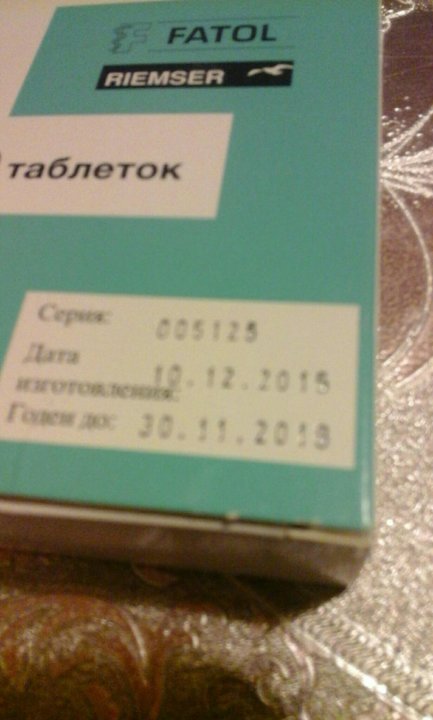 FATOL
RIEMSER
таблеток
Серия: 005125
Дата
изготовления: 10.12.2015
Годен до: 30.11.2018